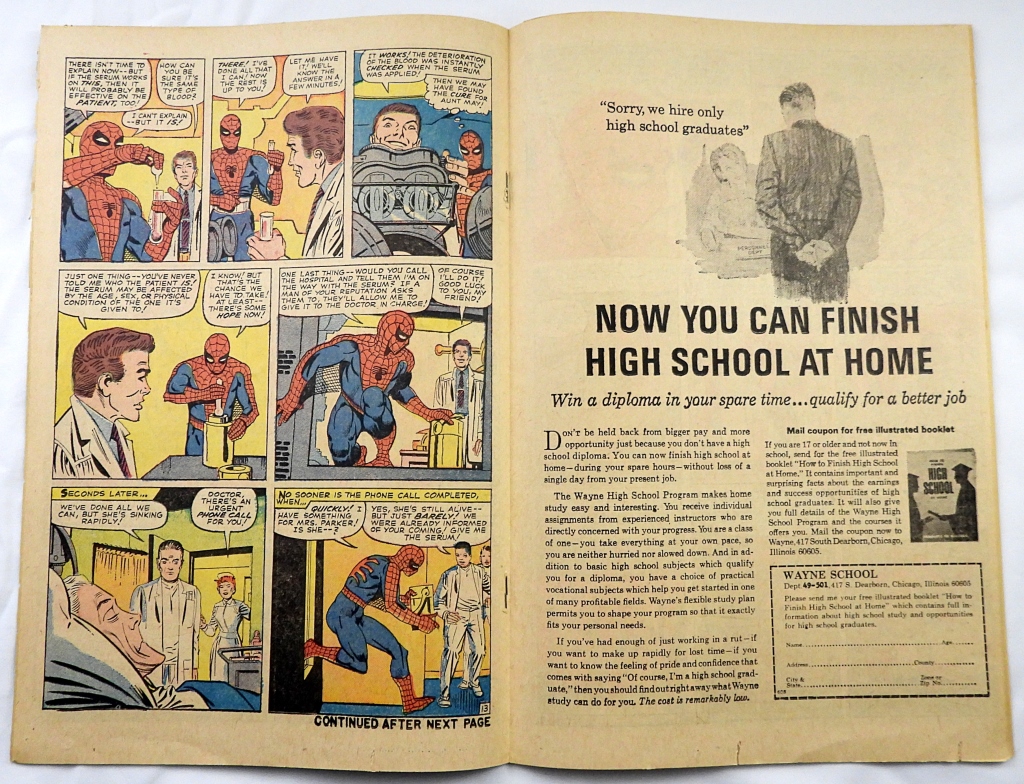 THERE ISN'T TIME TO
EXPLAIN NOW--BUT
IF THE SERUM WORKS
ON THIS, THEN IT
WILL PROBABLY BE
EFFECTIVE ON THE
PATIENT, TOO!
HOW CAN
YOU BE
SURE IT'S
THE SAME
TYPE OF
BLOOD?
I CAN'T EXPLAIN
--BUT IT IS!
THERE! I'VE
DONE ALL THAT
I CAN! NOW
THE REST IS
UP TO YOU!
LET ME HAVE
IT! WE'LL
KNOW THE
ANSWER IN A
FEW MINUTES!
IT WORKS! THE DETERIORATION
OF THE BLOOD WAS INSTANTLY
CHECKED WHEN THE SERUM
WAS APPLIED!
THEN WE MAY
HAVE FOUND
THE CURE FOR
AUNT MAY!
JUST ONE THING--YOU'VE NEVER
TOLD ME WHO THE PATIENT IS!
THE SERUM MAY BE AFFECTED
BY THE AGE, SEX, OR PHYSICAL
CONDITION OF THE ONE IT'S
GIVEN TO!
I KNOW! BUT
THAT'S THE
CHANCE WE
HAVE TO TAKE!
AT LEAST--
THERE'S SOME
HOPE NOW!
ONE LAST THING--WOULD YOU CALL
THE HOSPITAL AND TELL THEM I'M ON
THE WAY WITH THE SERUM? IF A
MAN OF YOUR REPUTATION ASKS
THEM TO, THEY'LL ALLOW ME TO
GIVE IT TO THE DOCTOR IN CHARGE!
OF COURSE
I'LL DO IT!
GOOD LUCK
TO YOU, MY
FRIEND!
SECONDS LATER...
WE'VE DONE ALL WE
CAN, BUT SHE'S SINKING
RAPIDLY!
DOCTOR,
THERE'S AN
URGENT
PHONE CALL
FOR YOU!
NO SOONER IS THE PHONE CALL COMPLETED,
WHEN...
QUICKLY! I
HAVE SOMETHING
FOR MRS. PARKER!
IS SHE--?
YES, SHE'S STILL ALIVE--
BUT JUST BARELY! WE
WERE ALREADY INFORMED
OF YOUR COMING! GIVE ME
THE SERUM!
13
CONTINUED AFTER NEXT PAGE
"Sorry, we hire only
high school graduates"
PERSONNEL
DEPT
NOW YOU CAN FINISH
HIGH SCHOOL AT HOME
Win a diploma in your spare time...qualify for a better job
DON'T be held back from bigger pay and more
opportunity just because you don't have a high
school diploma. You can now finish high school at
home—during your spare hours—without loss of a
single day from your present job.
The Wayne High School Program makes home
study easy and interesting. You receive individual
assignments from experienced instructors who are
directly concerned with your progress. You are a class
of one—you take everything at your own pace, so
you are neither hurried nor slowed down. And in ad-
dition to basic high school subjects which qualify
you for a diploma, you have a choice of practical
vocational subjects which help you get started in one
of many profitable fields. Wayne's flexible study plan
permits you to shape your program so that it exactly
fits your personal needs.
If you've had enough of just working in a rut—if
you want to make up rapidly for lost time—if you
want to know the feeling of pride and confidence that
comes with saying "Of course, I'm a high school grad-
uate," then you should find out right away what Wayne
study can do for you. The cost is remarkably low.
Mail coupon for free illustrated booklet
If you are 17 or older and not now in
school, send for the free illustrated
booklet "How to Finish High School
at Home." It contains important and
surprising facts about the earnings
and success opportunities of high
school graduates. It will also give
you full details of the Wayne High
School Program and the courses it
offers you. Mail the coupon now to
Wayne, 417 South Dearborn, Chicago,
Illinois 60605.
HIGH
SCHOOL
WAYNE SCHOOL
Dept 49-501, 417 S. Dearborn, Chicago, Illinois 60605
Please send me your free illustrated booklet "How to
Finish High School at Home" which contains full in-
formation about high school study and opportunities
for high school graduates.
Name Age
Address County
City &
State
Zone or
Zip No.